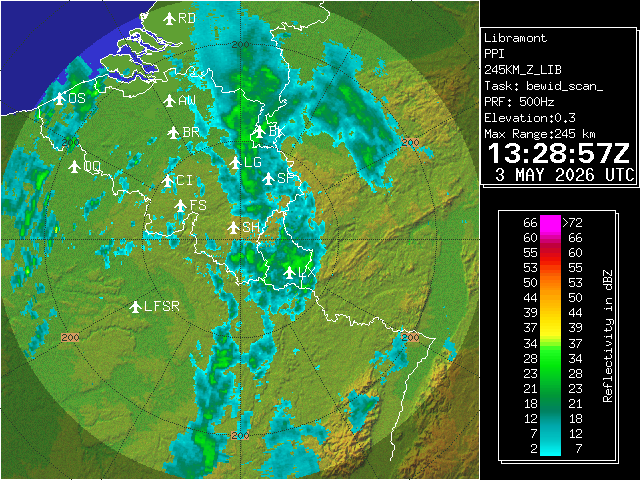 Libramont
PPI
245KM_Z_LIB
Task: bewid_scan_
PRF: 500Hz
Elevation:0.3
Max Range:245 km
13:28:57Z
3 MAY 2026 UTC
66 >72
60 66
55 60
53 55
50 53
44 50
39 44
37 39
34 37
28 34
23 28
21 23
18 21
12 18
7 12
2 7
Reflectivity in dBZ
RD
200
OS
AW
BR
200
QQ
LG
CI
SP
FS
SH
LX
LFSR
200
200
200